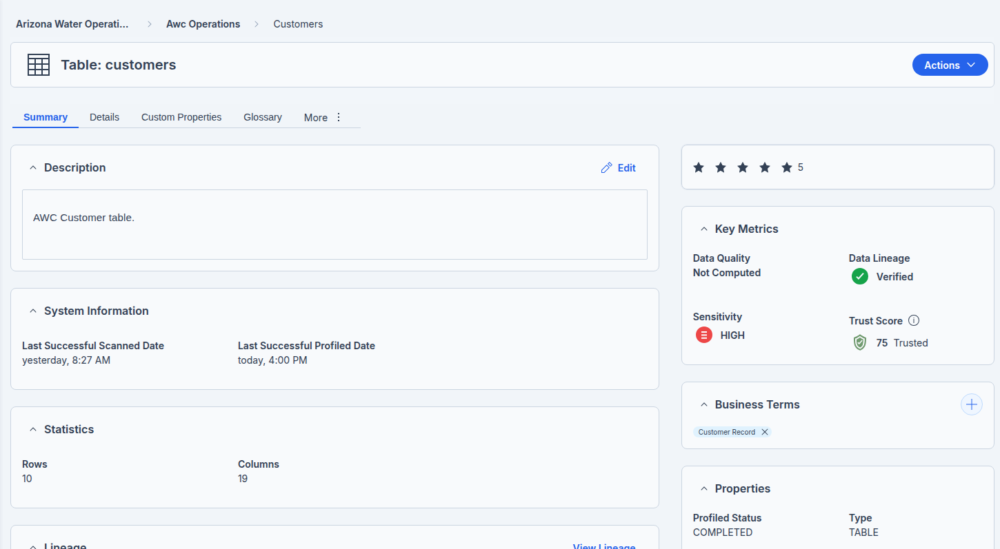 Arizona Water Operati... Awc Operations Customers
Table: customers
Actions
Summary Details Custom Properties Glossary More
Description
Edit
AWC Customer table.
System Information
Last Successful Scanned Date Last Successful Profiled Date
yesterday, 8:27 AM today, 4:00 PM
Statistics
Rows Columns
10 19
Lineage View Lineage
5
Key Metrics
Data Quality
Not Computed
Data Lineage
Verified
Sensitivity
HIGH
Trust Score
75 Trusted
Business Terms
Customer Record
Properties
Profiled Status Type
COMPLETED TABLE